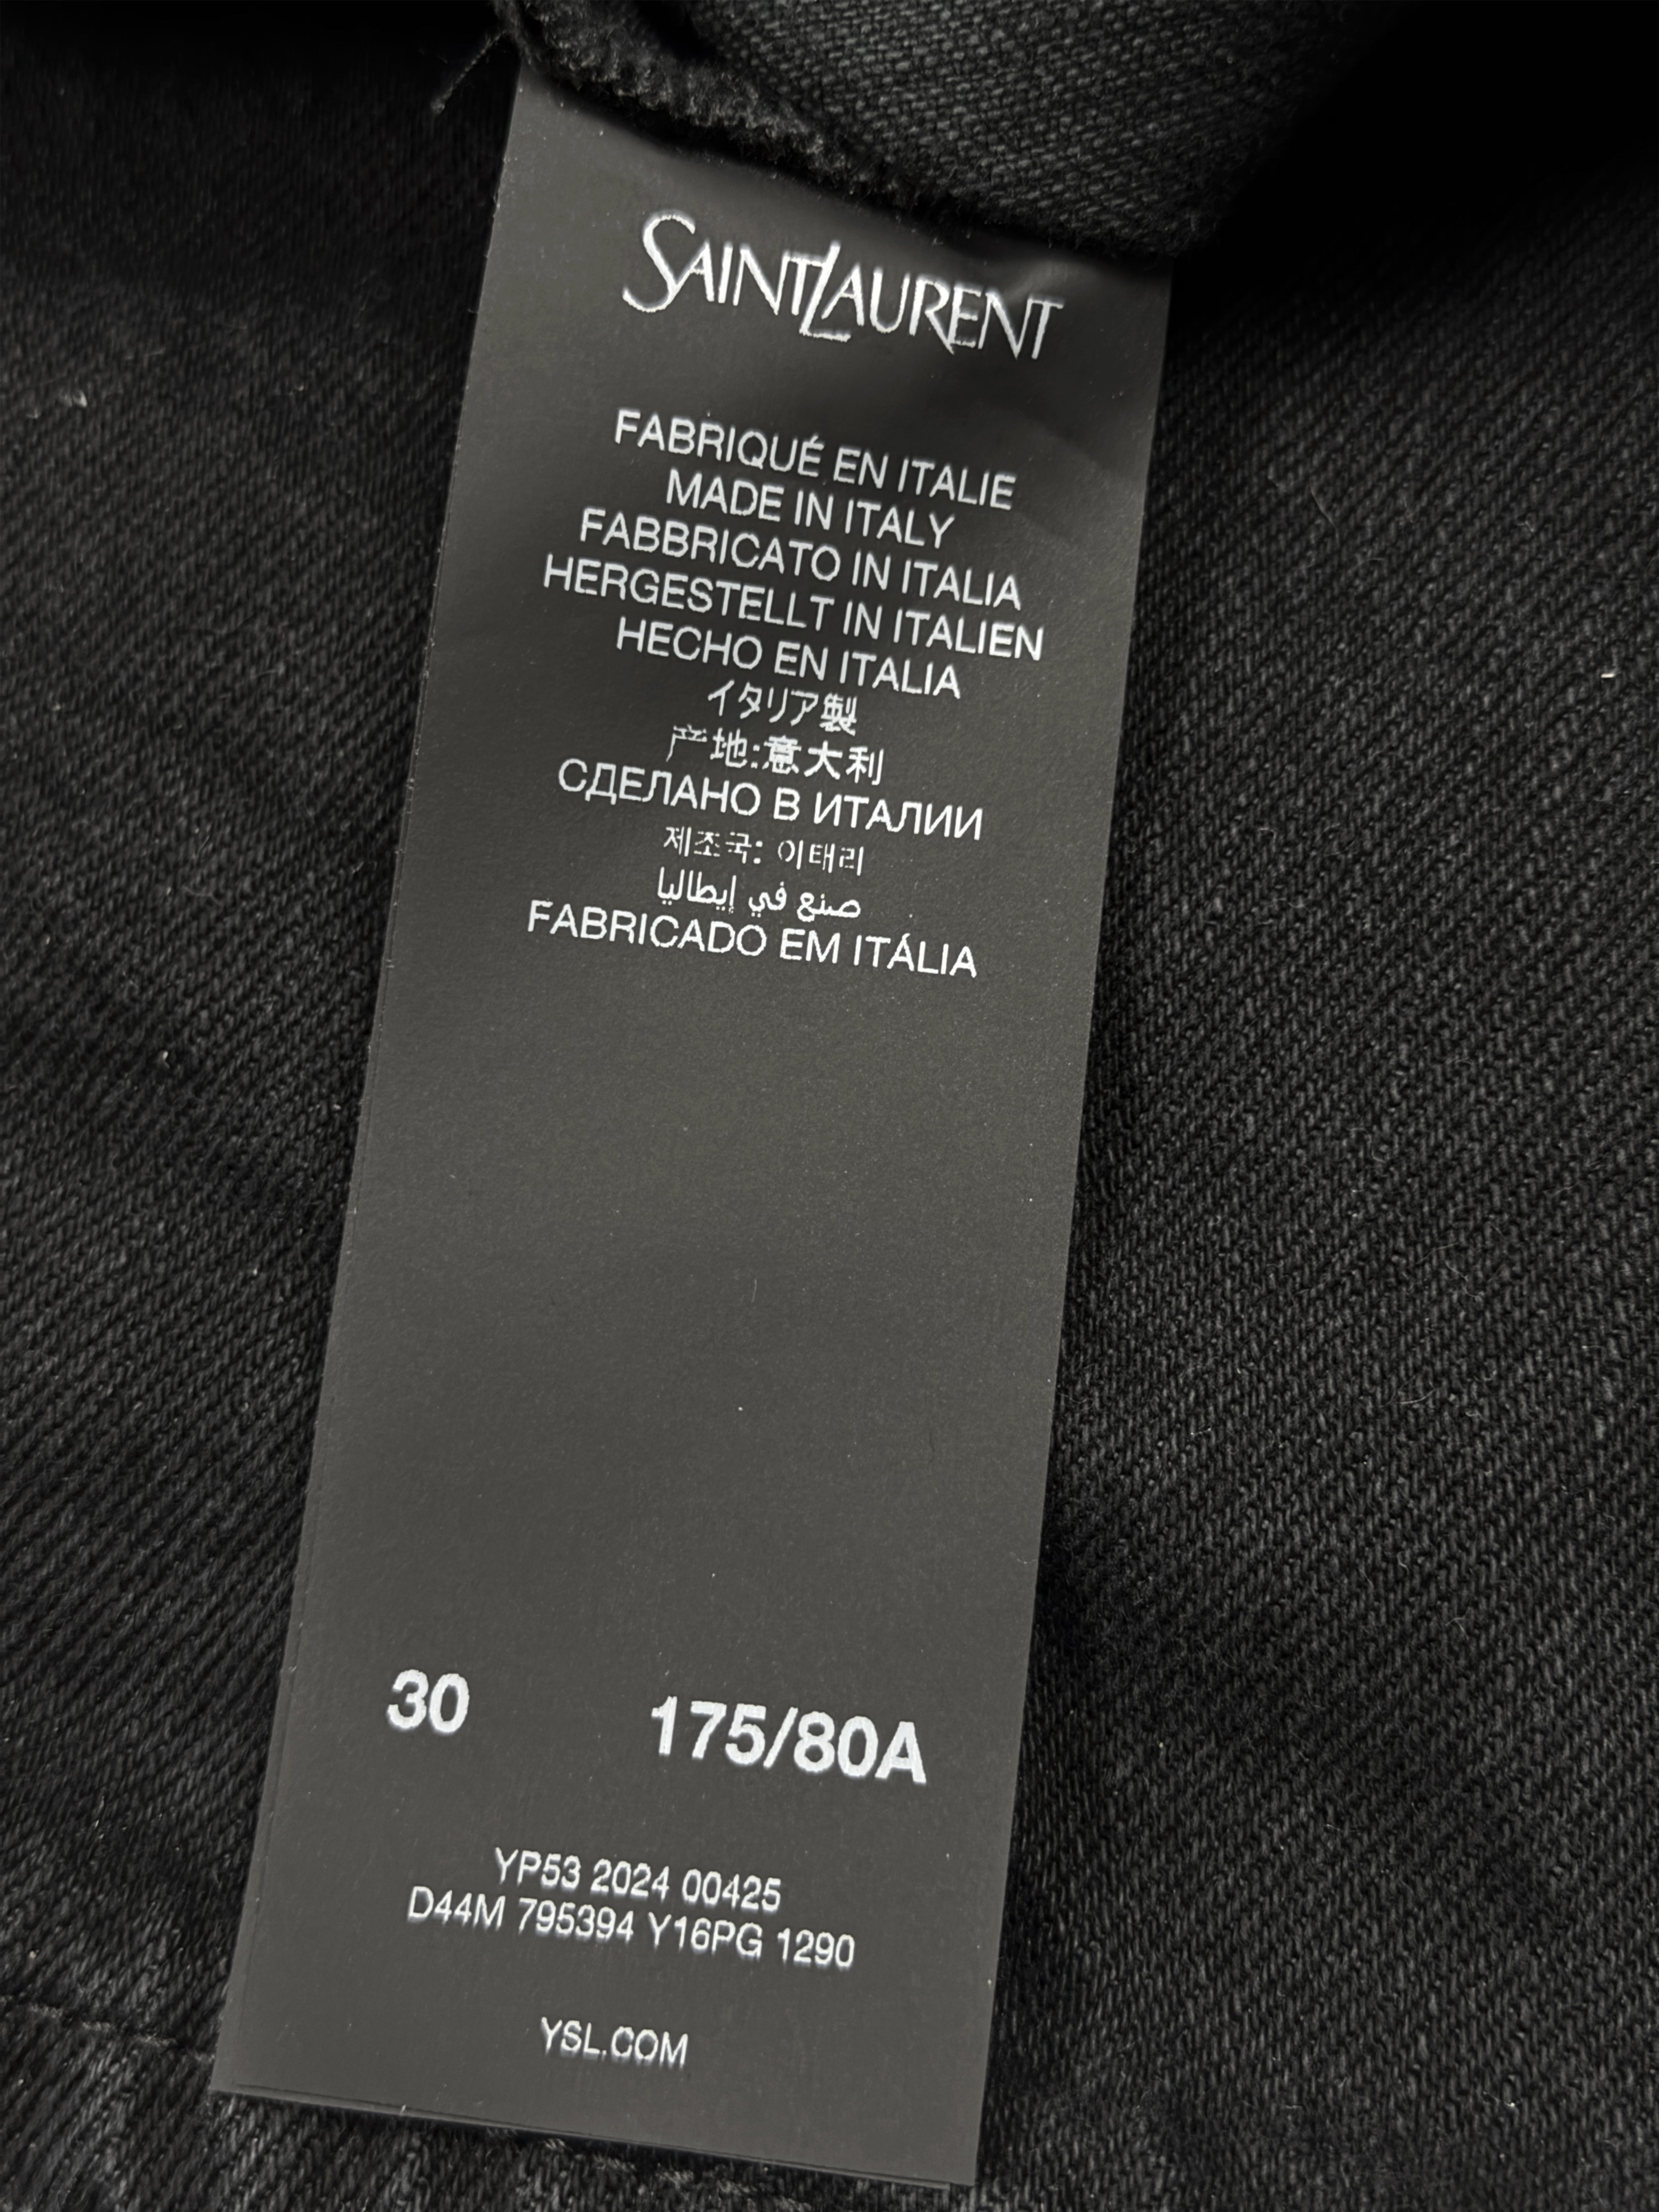 SAINT LAURENT
FABRIQUÉ EN ITALIE
MADE IN ITALY
FABBRICATO IN ITALIA
HERGESTELLT IN ITALIEN
HECHO EN ITALIA
イタリア製
产地:意大利
СДЕЛАНО В ИТАЛИИ
제조국: 이태리
صنع في إيطاليا
FABRICADO EM ITÁLIA
30 175/80A
YP53 2024 00425
D44M 795394 Y16PG 1290
YSL.COM